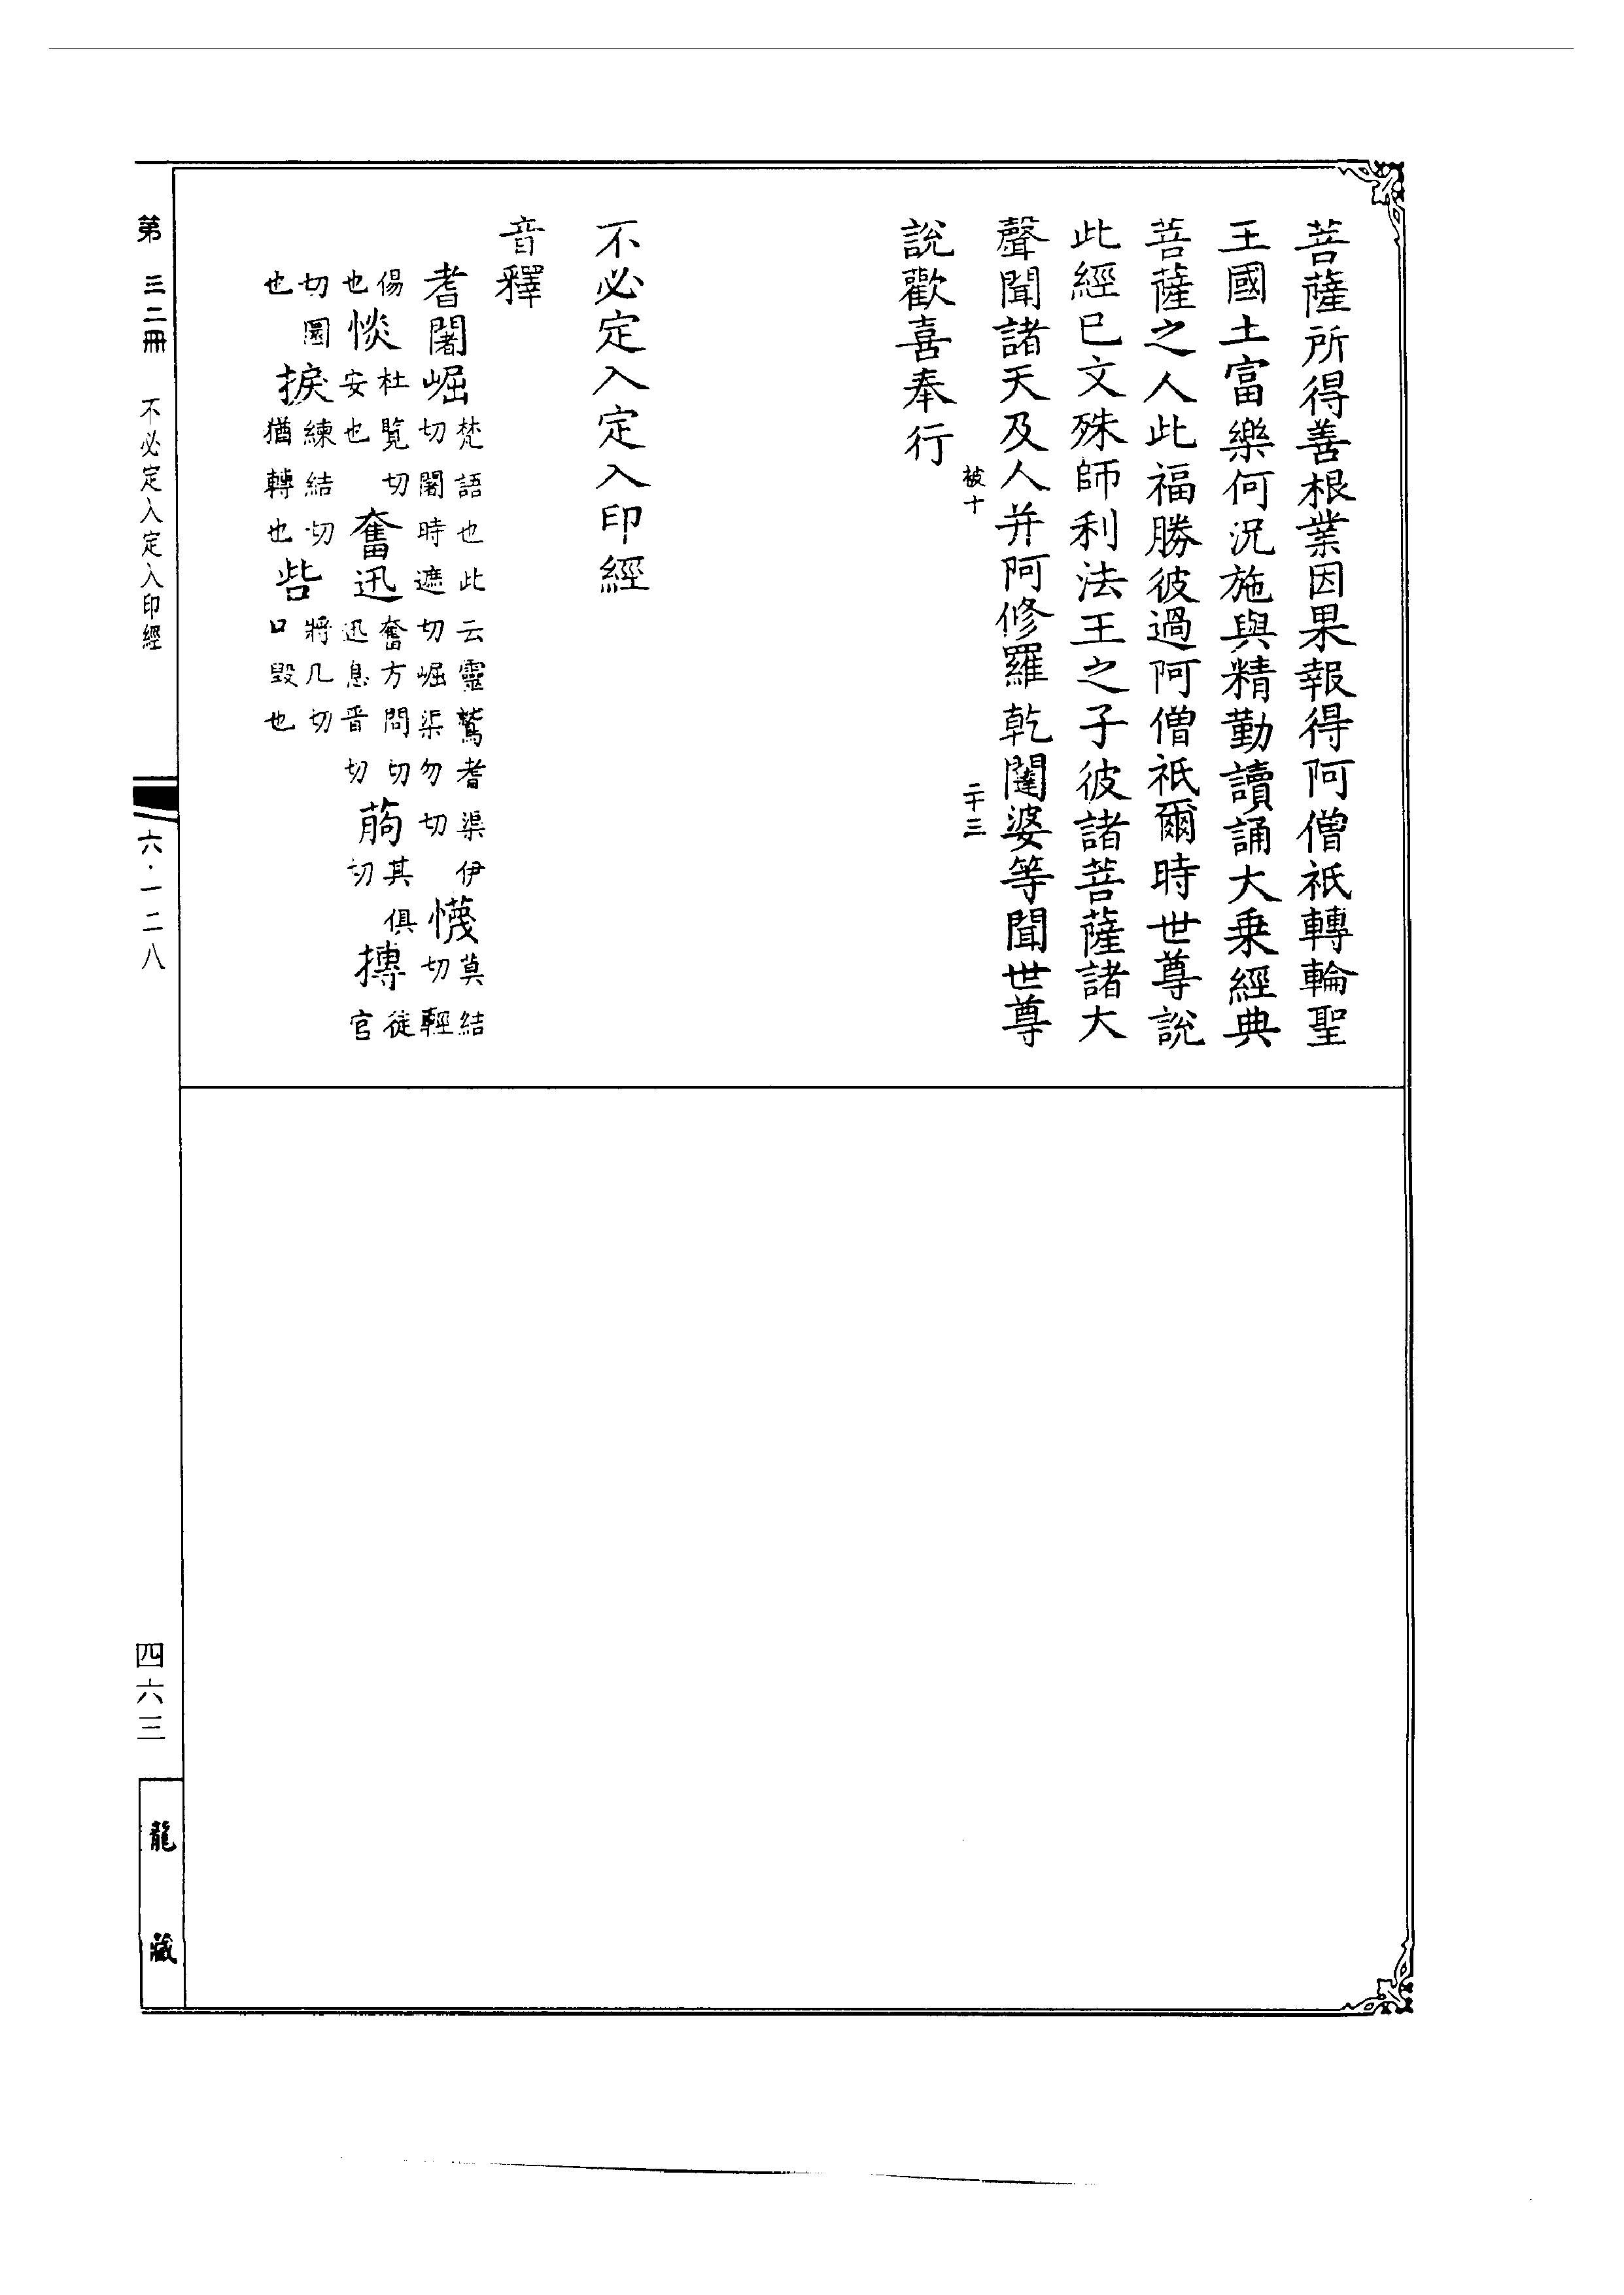 菩薩所得善根業因果報得阿僧祇轉輪聖
王國土富樂何況施與精勤讀誦大乘經典
菩薩之人此福勝彼過阿僧祇爾時世尊說
此經已文殊師利法王之子彼諸菩薩諸大
聲聞諸天及人并阿修羅乾闥婆等聞世尊
被十 二十三
說歡喜奉行
不必定入定入印經
音釋
耆闍崛 梵語也此云靈鷲耆渠伊切闍時遮切崛渠勿切 懱 莫結切輕
傷也 惔 杜覽切安也 奮迅 奮方問切迅息晉切 蒟 其俱切 摶 徒官
切圜也 捩 練結切猶轉也 呰 將几切口毀也
第三二冊 不必定入定入印經 六·一二八 四六三 龍藏